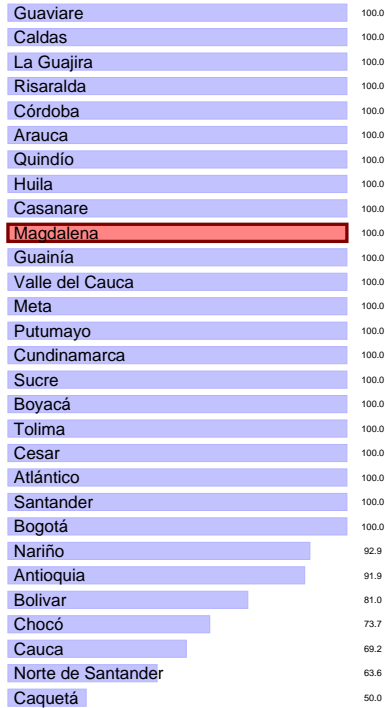 Guaviare 100.0
Caldas 100.0
La Guajira 100.0
Risaralda 100.0
Córdoba 100.0
Arauca 100.0
Quindío 100.0
Huila 100.0
Casanare 100.0
Magdalena 100.0
Guainía 100.0
Valle del Cauca 100.0
Meta 100.0
Putumayo 100.0
Cundinamarca 100.0
Sucre 100.0
Boyacá 100.0
Tolima 100.0
Cesar 100.0
Atlántico 100.0
Santander 100.0
Bogotá 100.0
Nariño 92.9
Antioquia 91.9
Bolivar 81.0
Chocó 73.7
Cauca 69.2
Norte de Santander 63.6
Caquetá 50.0